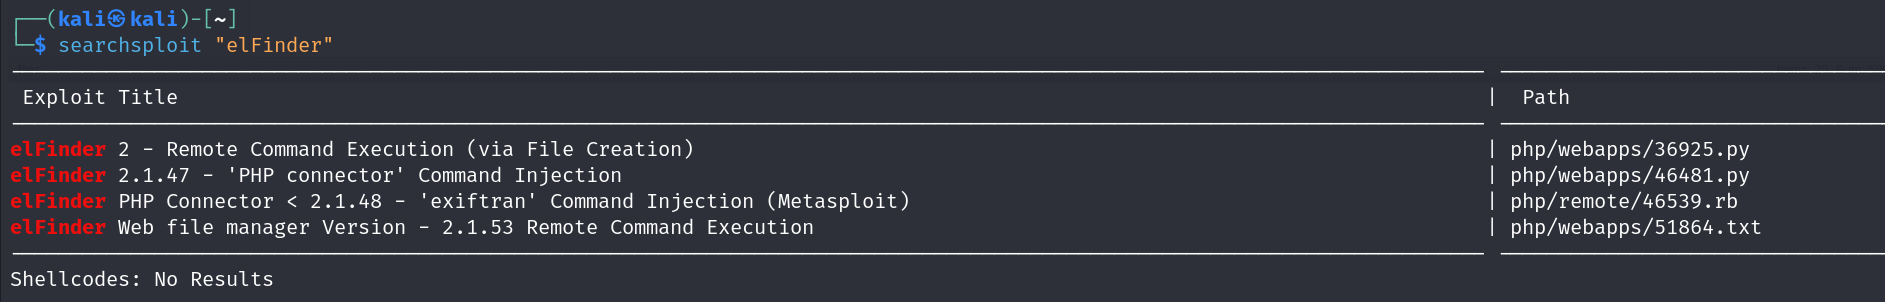 ┌──(kali㉿kali)-[~]
└─$ searchsploit "elFinder"
Exploit Title | Path
elFinder 2 - Remote Command Execution (via File Creation) | php/webapps/36925.py
elFinder 2.1.47 - 'PHP connector' Command Injection | php/webapps/46481.py
elFinder PHP Connector < 2.1.48 - 'exiftran' Command Injection (Metasploit) | php/remote/46539.rb
elFinder Web file manager Version - 2.1.53 Remote Command Execution | php/webapps/51864.txt
Shellcodes: No Results